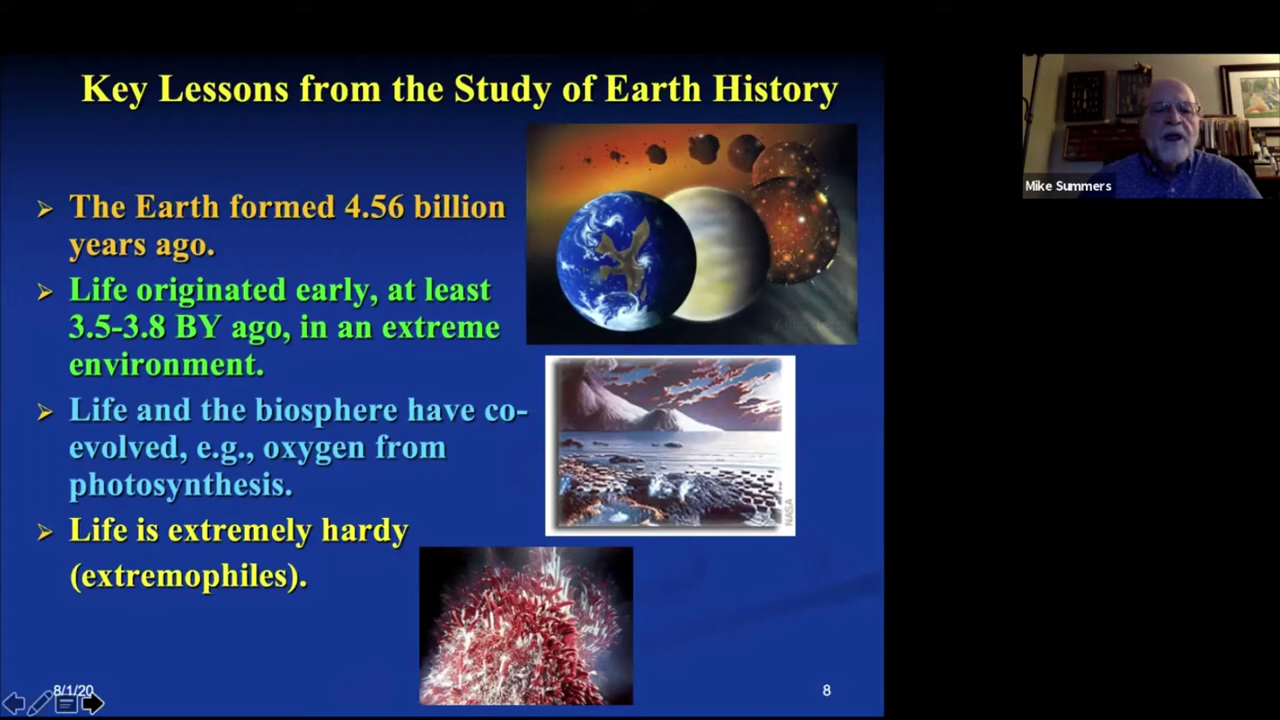 Key Lessons from the Study of Earth History
➢ The Earth formed 4.56 billion
years ago.
➢ Life originated early, at least
3.5-3.8 BY ago, in an extreme
environment.
➢ Life and the biosphere have co-
evolved, e.g., oxygen from
photosynthesis.
➢ Life is extremely hardy
(extremophiles).
NASA
8/1/20
8
Mike Summers